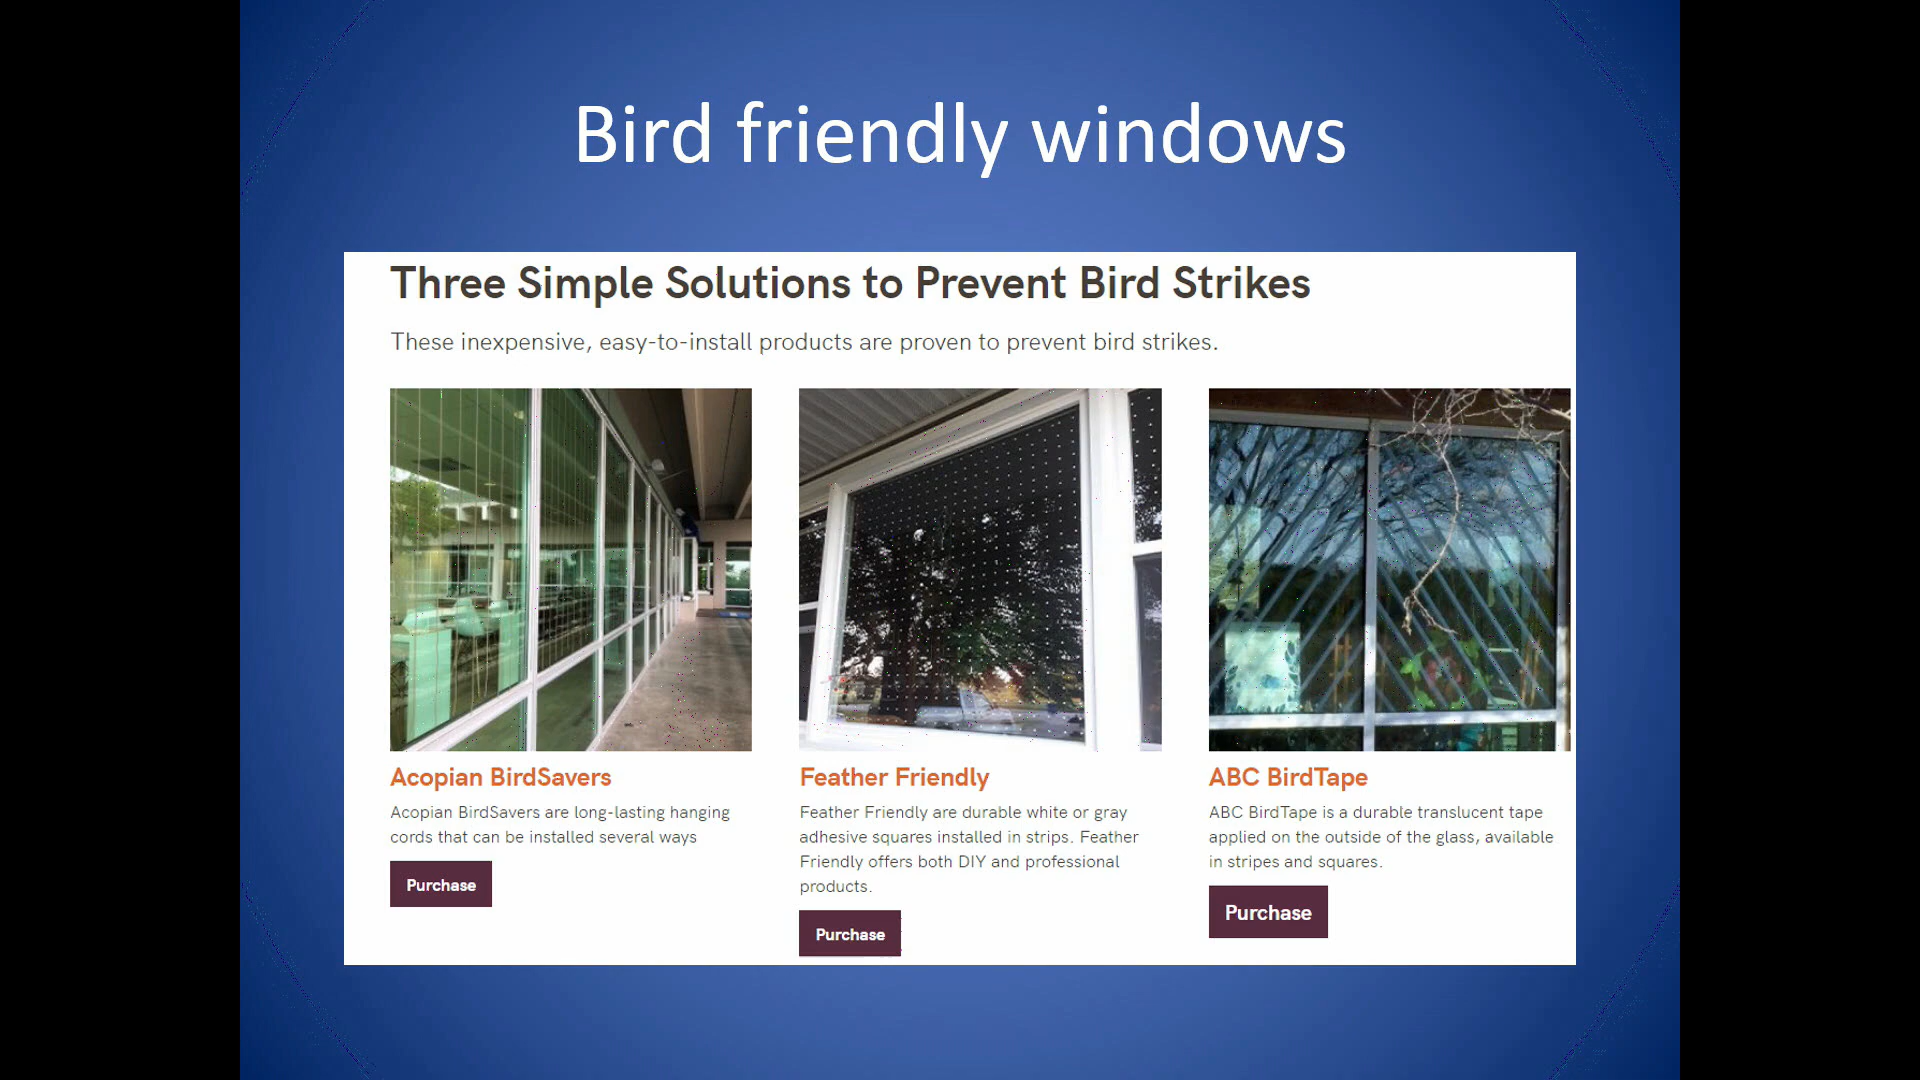 Bird friendly windows
Three Simple Solutions to Prevent Bird Strikes
These inexpensive, easy-to-install products are proven to prevent bird strikes.
Acopian BirdSavers
Acopian BirdSavers are long-lasting hanging
cords that can be installed several ways
Purchase
Feather Friendly
Feather Friendly are durable white or gray
adhesive squares installed in strips. Feather
Friendly offers both DIY and professional
products.
Purchase
ABC BirdTape
ABC BirdTape is a durable translucent tape
applied on the outside of the glass, available
in stripes and squares.
Purchase